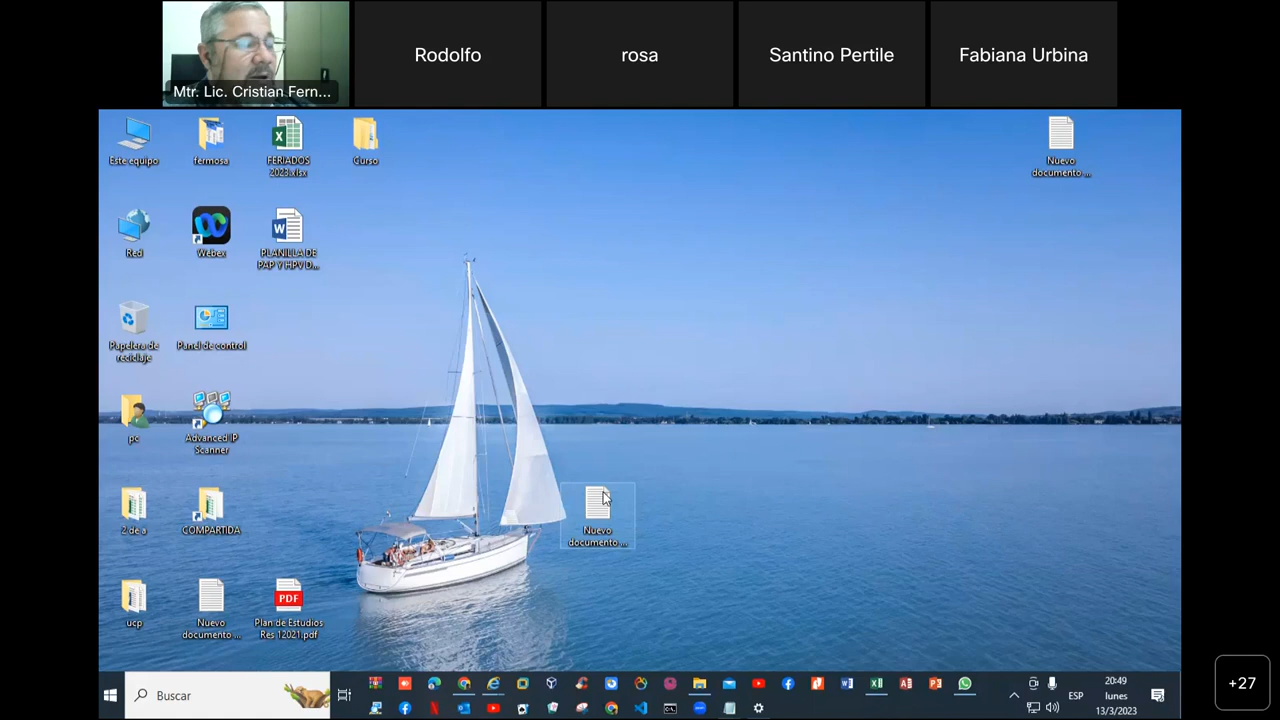 Mtr. Lic. Cristian Fern...
Rodolfo
rosa
Santino Pertile
Fabiana Urbina
Este equipo
fermosa
FERIADOS
2023.xlsx
Curso
Nuevo
documento ...
Red
Webex
PLANILLA DE
PAP Y HPV D...
Papelera de
reciclaje
Panel de control
pc
Advanced IP
Scanner
2 de a
COMPARTIDA
Nuevo
documento ...
ucp
Nuevo
documento ...
PDF
Plan de Estudios
Res 12021.pdf
Buscar
ESP
20:49
lunes
13/3/2023
+27